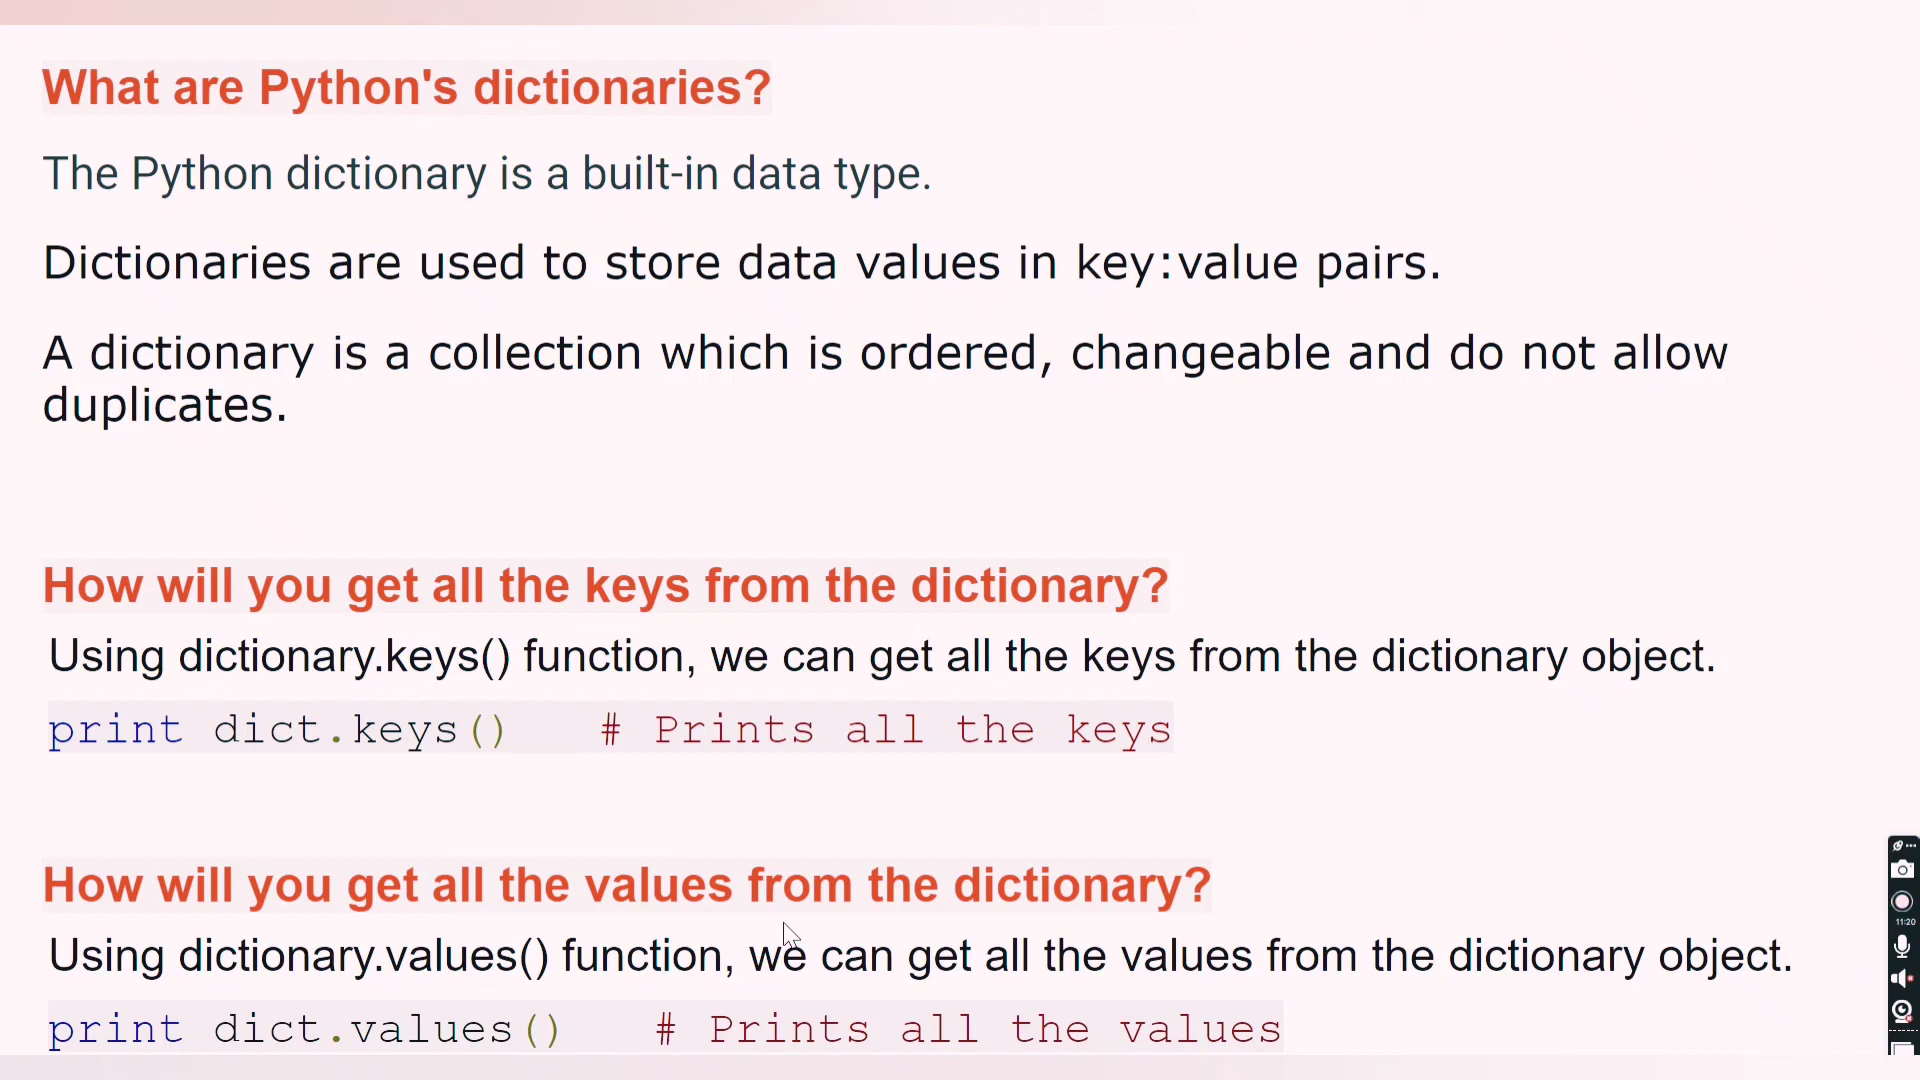 What are Python's dictionaries?
The Python dictionary is a built-in data type.
Dictionaries are used to store data values in key:value pairs.
A dictionary is a collection which is ordered, changeable and do not allow
duplicates.
How will you get all the keys from the dictionary?
Using dictionary.keys() function, we can get all the keys from the dictionary object.
print dict.keys()   # Prints all the keys
How will you get all the values from the dictionary?
Using dictionary.values() function, we can get all the values from the dictionary object.
print dict.values()   # Prints all the values
11:20